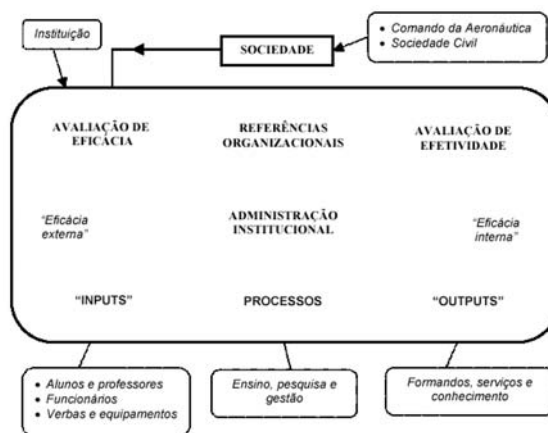 Instituição
SOCIEDADE
• Comando da Aeronáutica
• Sociedade Civil
AVALIAÇÃO DE
EFICÁCIA
REFERÊNCIAS
ORGANIZACIONAIS
AVALIAÇÃO DE
EFETIVIDADE
“Eficácia
externa”
ADMINISTRAÇÃO
INSTITUCIONAL
“Eficácia
interna”
“INPUTS”
PROCESSOS
“OUTPUTS”
• Alunos e professores
• Funcionários
• Verbas e equipamentos
Ensino, pesquisa e
gestão
Formandos, serviços e
conhecimento